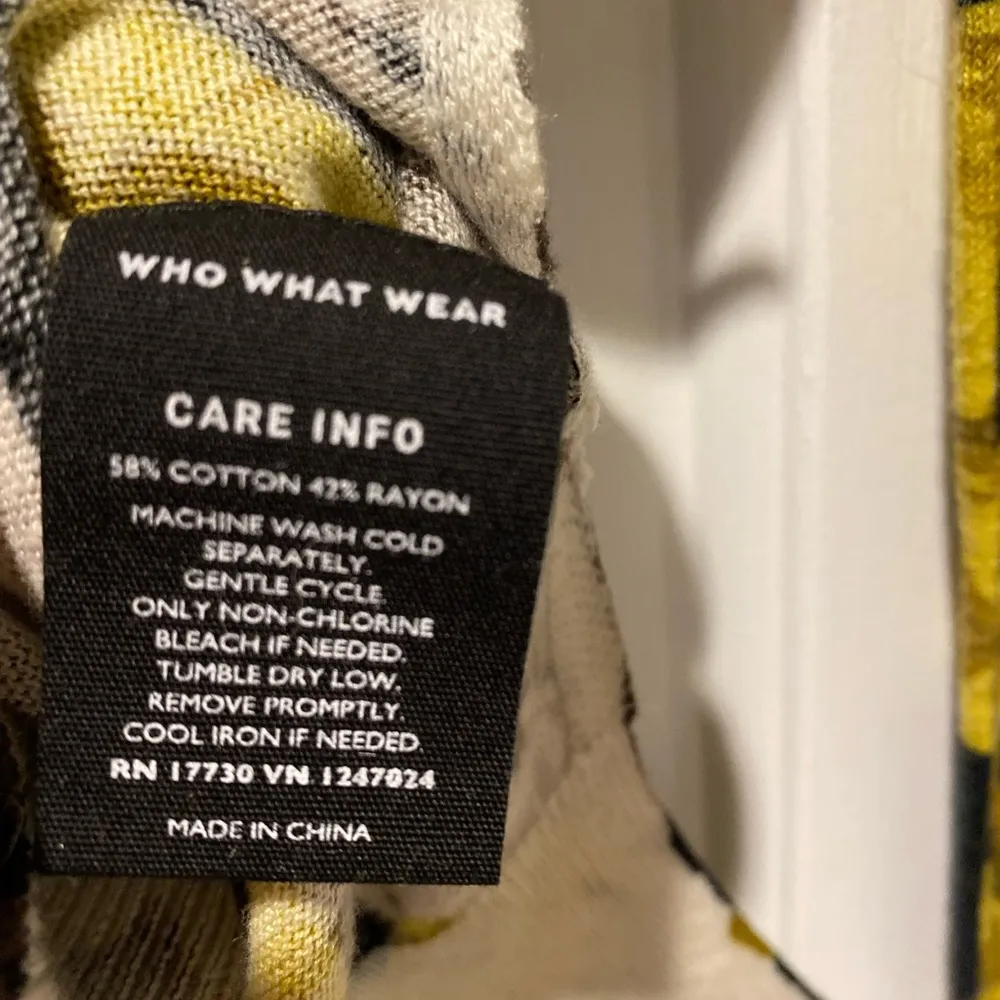 WHO WHAT WEAR
CARE INFO
58% COTTON 42% RAYON
MACHINE WASH COLD
SEPARATELY.
GENTLE CYCLE
ONLY NON-CHLORINE
BLEACH IF NEEDED.
TUMBLE DRY LOW.
REMOVE PROMPTLY.
COOL IRON IF NEEDED.
RN 17730 VN 1247024
MADE IN CHINA